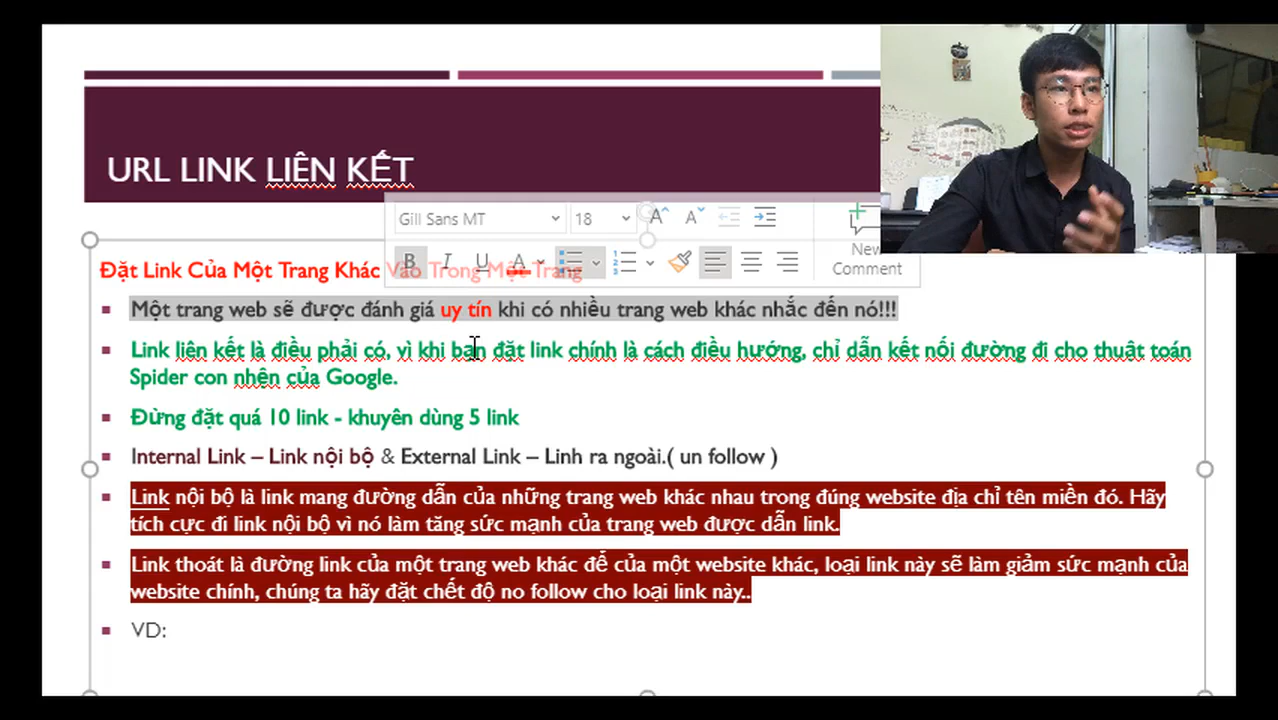 URL LINK LIÊN KẾT
Gill Sans MT 18 A A
B I U A
New
Comment
Đặt Link Của Một Trang Khác Vào Trong Một Trang
Một trang web sẽ được đánh giá uy tín khi có nhiều trang web khác nhắc đến nó!!!
Link liên kết là điều phải có, vì khi bạn đặt link chính là cách điều hướng, chỉ dẫn kết nối đường đi cho thuật toán
Spider con nhện của Google.
Đừng đặt quá 10 link - khuyên dùng 5 link
Internal Link – Link nội bộ & External Link – Linh ra ngoài.( un follow )
Link nội bộ là link mang đường dẫn của những trang web khác nhau trong đúng website địa chỉ tên miền đó. Hãy
tích cực đi link nội bộ vì nó làm tăng sức mạnh của trang web được dẫn link.
Link thoát là đường link của một trang web khác để của một website khác, loại link này sẽ làm giảm sức mạnh của
website chính, chúng ta hãy đặt chết độ no follow cho loại link này..
VD: